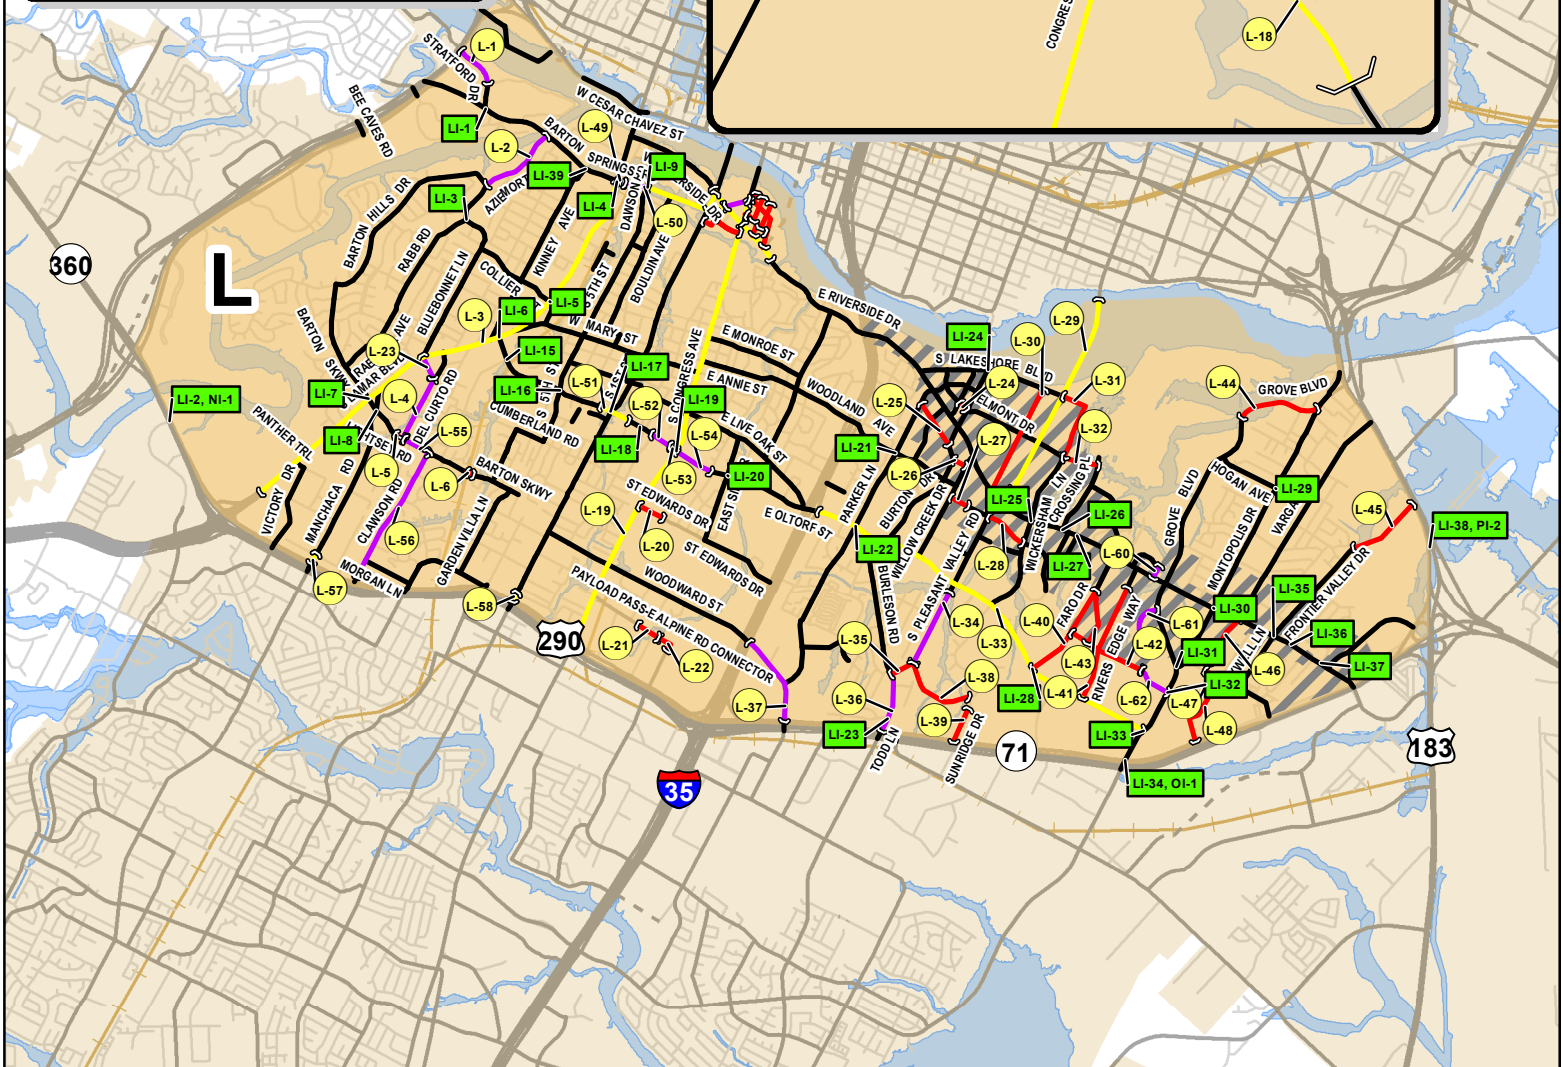 L-1
STRATFORD DR
BEE CAVES RD
W CESAR CHAVEZ ST
CONGRES
L-18
L-49
LI-1
L-2
BARTON SPRINGS
LI-39
LI-9
LI-3
LI-4
DAWSON
L-50
BARTON HILLS DR
RABB RD
KINNEY AVE
BOULDIN AVE
360
L
BLUEBONNET LN
COLLIER
5TH ST
E RIVERSIDE DR
L-3
LI-6
LI-5
W MARY ST
E MONROE ST
LI-24
L-30
L-29
S LAKESHORE BLVD
BARTON SKWY
L-23
LI-15
LI-17
E ANNIE ST
S CONGRESS AVE
WOODLAND AVE
L-24
L-31
L-44
GROVE BLVD
LI-2, NI-1
LI-7
L-4
DEL CURTO RD
LI-16
L-51
L-52
LI-19
L-25
ELMONT DR
PANTHER TRL
LI-8
L-55
CUMBERLAND RD
S 5TH ST
LI-18
L-54
E LIVE OAK ST
LI-21
L-27
L-32
L-5
L-6
BARTON SKWY
L-53
LI-20
L-26
HOGAN AVE
LI-29
VICTORY DR
MANCHACA RD
CLAWSON RD
GARDEN VILLA LN
L-19
ST EDWARDS DR
E OLTORF ST
PARKER LN
BURTON DR
WILLOW CREEK DR
LI-25
WICKERSHAM LN
CROSSING PL
LI-26
GROVE BLVD
L-45
LI-38, PI-2
L-56
L-20
ST EDWARDS DR
LI-22
S PLEASANT VALLEY RD
L-28
LI-27
L-60
MONTOPOLIS DR
MORGAN LN
L-57
L-58
WOODWARD ST
PAYLOAD PASS-E ALPINE RD CONNECTOR
BURLESON RD
FARO DR
LI-35
FRONTIER VALLEY DR
290
L-21
L-22
L-35
L-34
L-33
L-40
L-61
LI-30
LI-36
L-42
LI-31
L-43
RIVERS EDGE WAY
L-46
LI-37
L-37
L-36
L-38
LI-28
L-41
L-62
LI-32
L-47
LI-23
L-39
TODD LN
SUNRIDGE DR
71
LI-33
L-48
183
35
LI-34, OI-1